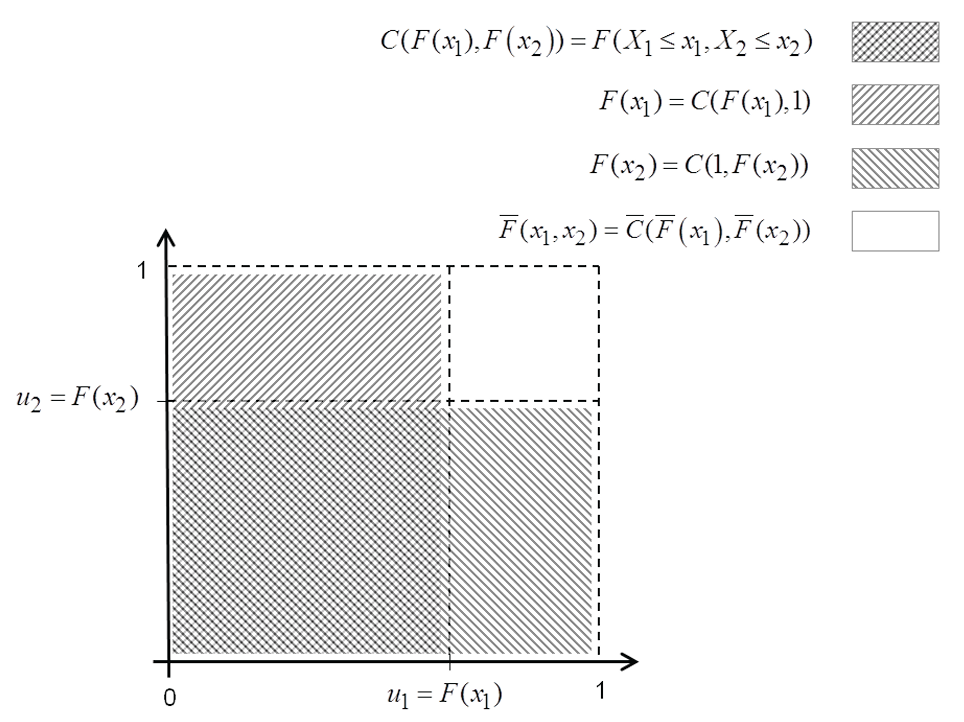 C(F(x₁),F(x₂))=F(X₁≤x₁,X₂≤x₂)
F(x₁)=C(F(x₁),1)
F(x₂)=C(1,F(x₂))
F̅(x₁,x₂)=C̅(F̅(x₁),F̅(x₂))
1
u₂=F(x₂)
0
u₁=F(x₁)
1